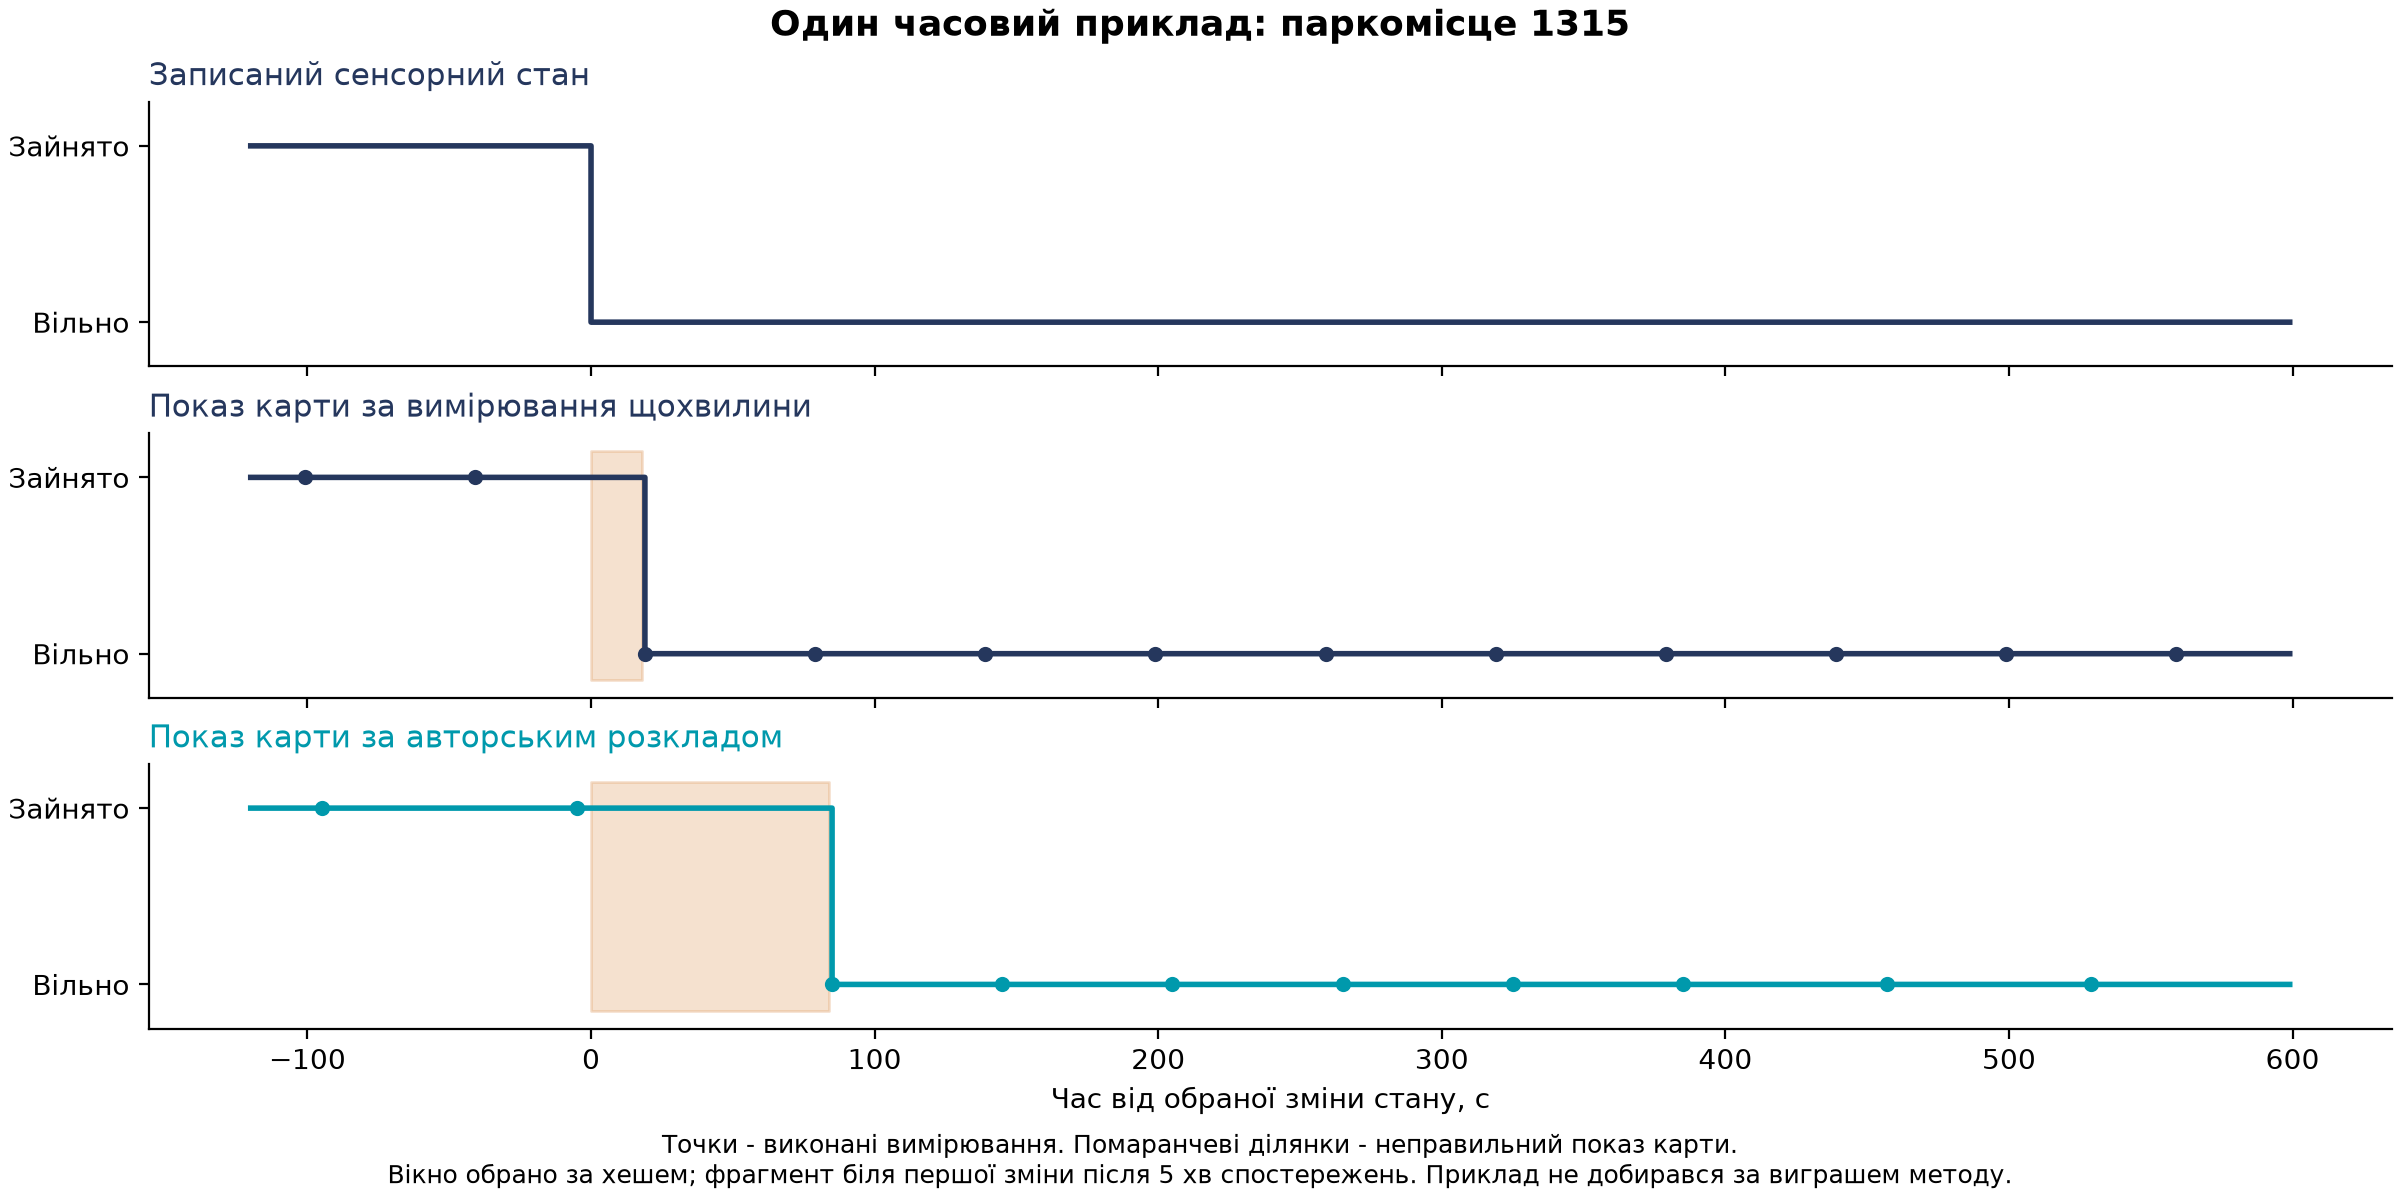 Один часовий приклад: паркомісце 1315
Записаний сенсорний стан
Зайнято
Вільно
Показ карти за вимірювання щохвилини
Зайнято
Вільно
Показ карти за авторським розкладом
Зайнято
Вільно
−100 0 100 200 300 400 500 600
Час від обраної зміни стану, с
Точки - виконані вимірювання. Помаранчеві ділянки - неправильний показ карти.
Вікно обрано за хешем; фрагмент біля першої зміни після 5 хв спостережень. Приклад не добирався за виграшем методу.